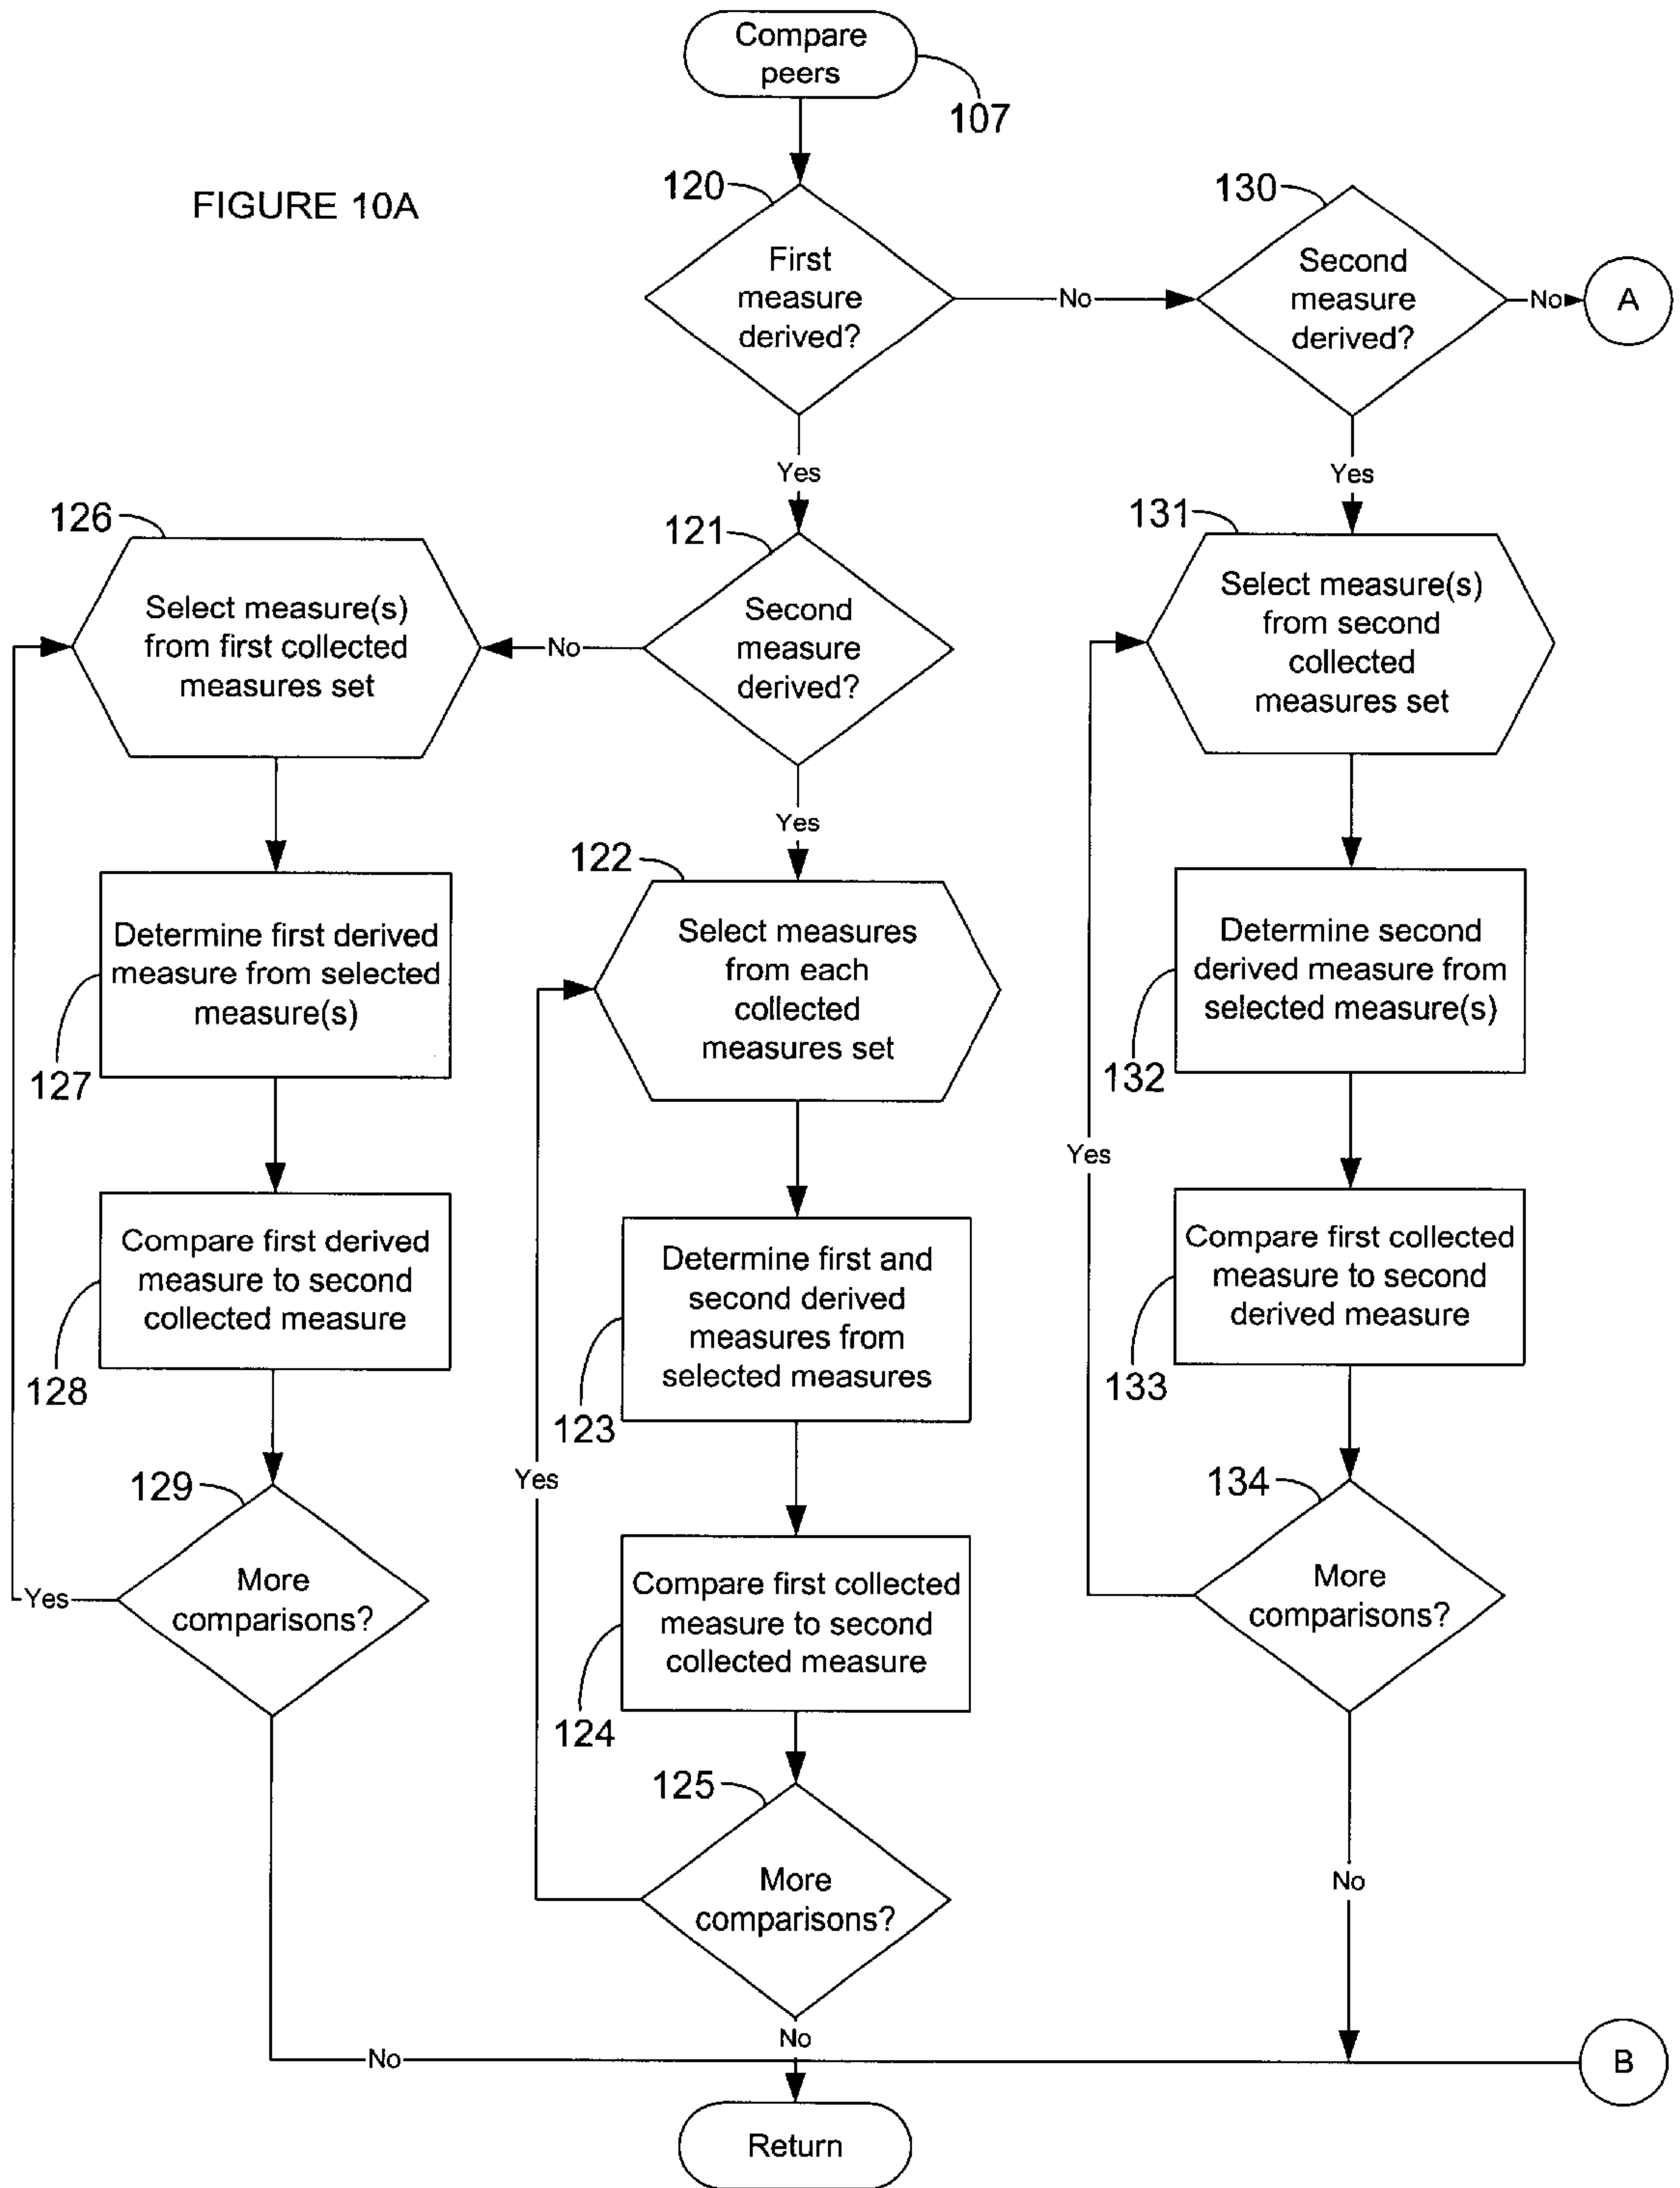 Compare
peers
107
FIGURE 10A
120
First
measure
derived?
No
130
Second
measure
derived?
No
A
Yes
Yes
126
Select measure(s)
from first collected
measures set
No
121
Second
measure
derived?
131
Select measure(s)
from second
collected
measures set
Yes
122
Select measures
from each
collected
measures set
Determine first derived
measure from selected
measure(s)
127
Determine second
derived measure from
selected measure(s)
132
Yes
Compare first derived
measure to second
collected measure
128
Determine first and
second derived
measures from
selected measures
123
Compare first collected
measure to second
derived measure
133
Yes
129
More
comparisons?
Yes
Compare first collected
measure to second
collected measure
124
134
More
comparisons?
125
More
comparisons?
No
No
No
B
Return